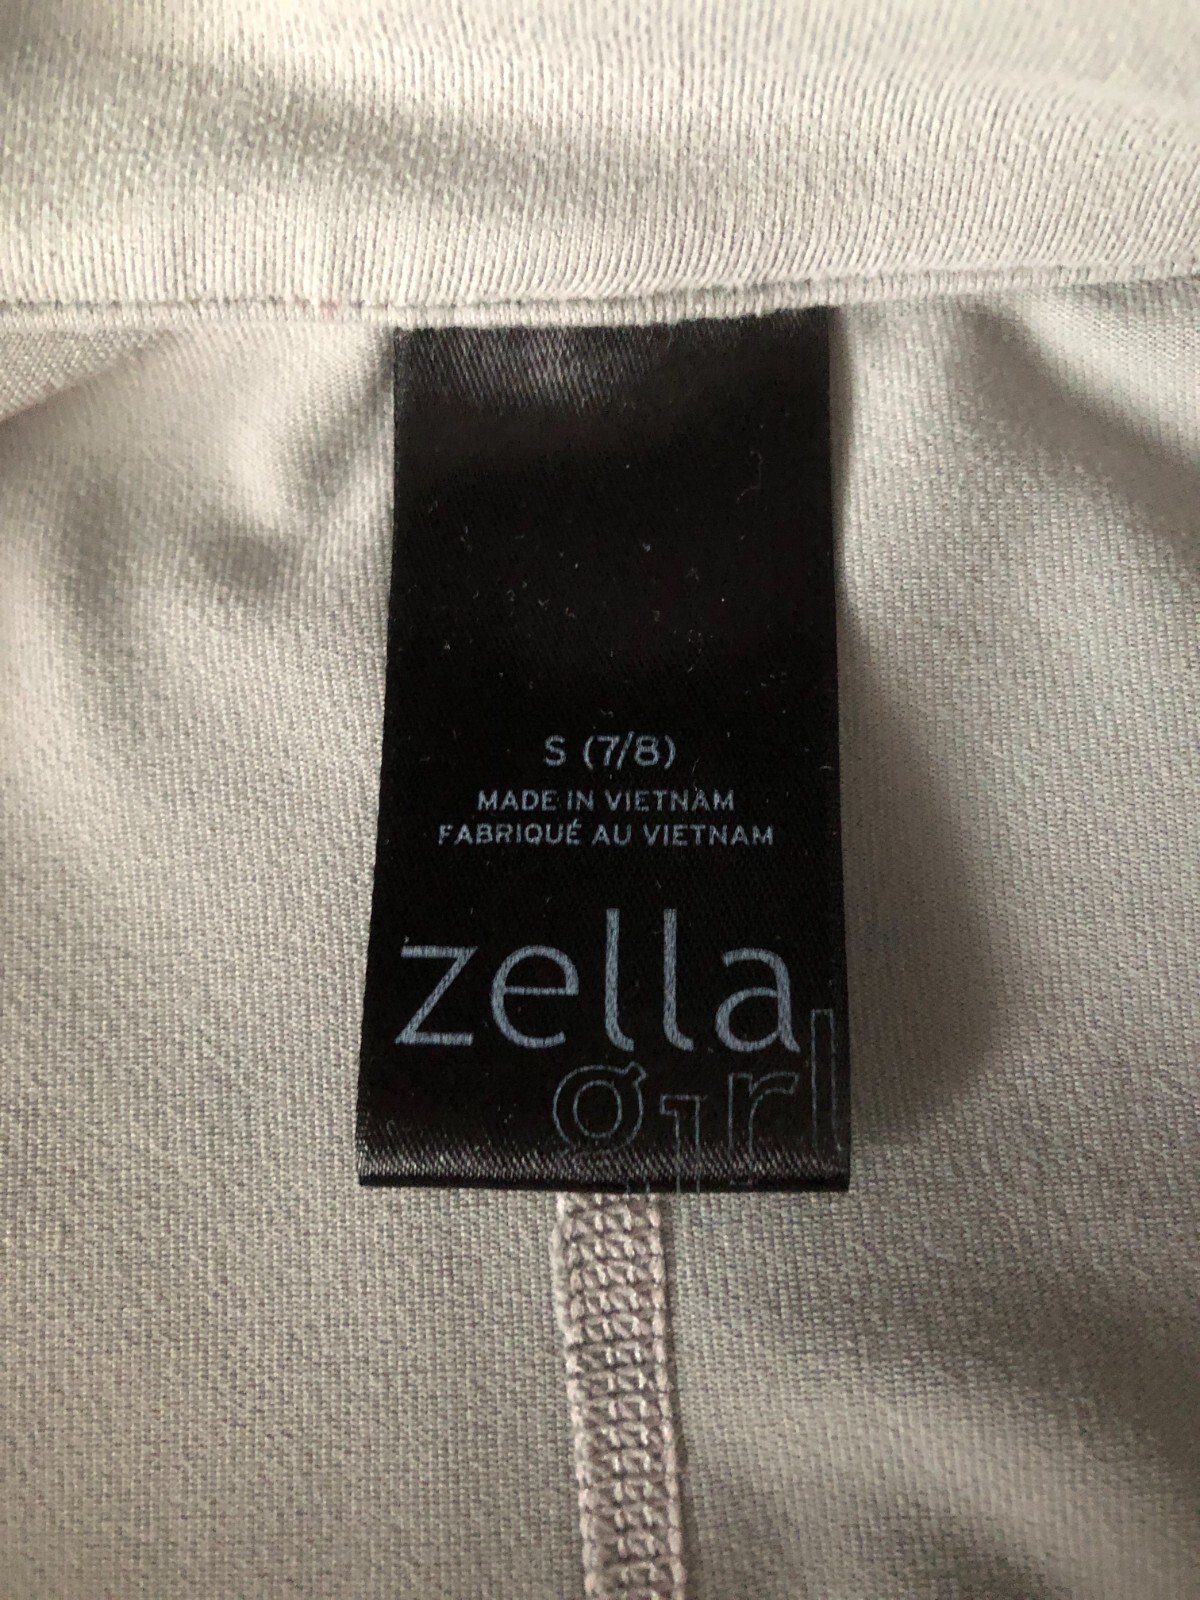 S (7/8)
MADE IN VIETNAM
FABRIQUÉ AU VIETNAM
zella
girl